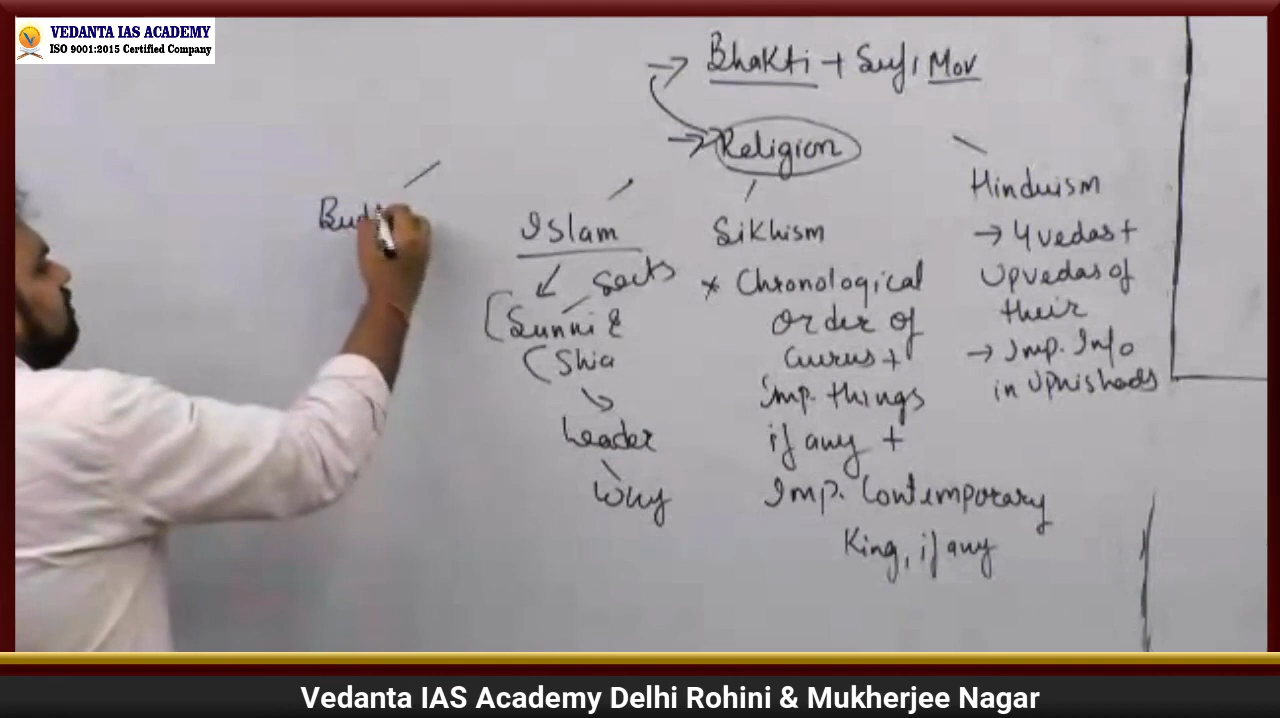 VEDANTA IAS ACADEMY
ISO 9001:2015 Certified Company
→ Bhakti + Sufi Mov
→ Religion
Bud
Islam
Sects
Sunni &
Shia
Leader
Why
Sikhism
* Chronological
order of
Gurus +
Imp. things
if any +
Imp. Contemporary
King, if any
Hinduism
→ 4 vedas +
Upvedas of
their
→ Imp. Info
in Upnishads
Vedanta IAS Academy Delhi Rohini & Mukherjee Nagar